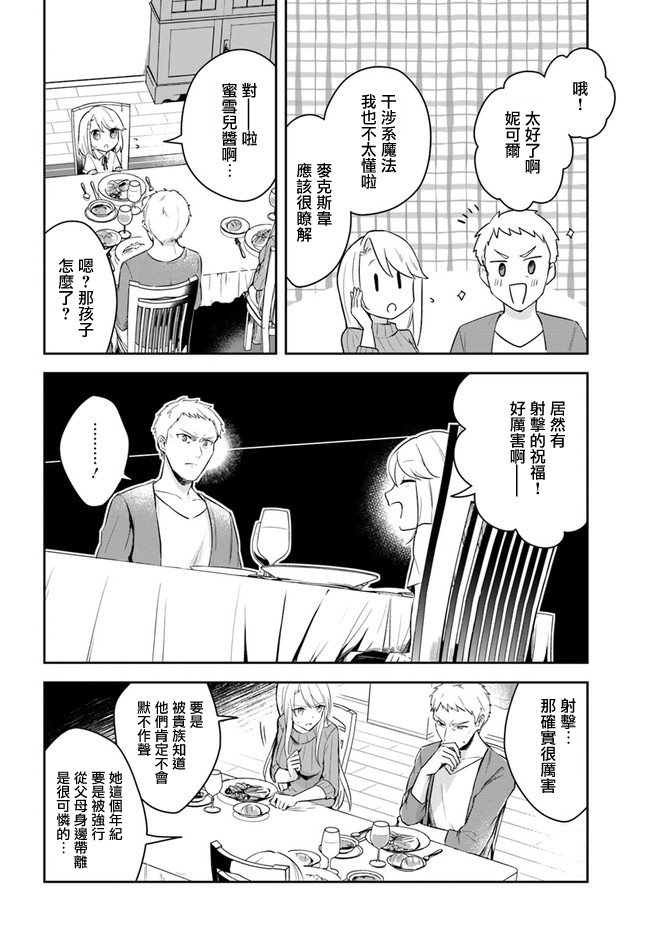 哦！
太好了啊
妮可爾
干涉系魔法
我也不太懂啦
麥克斯韋
應該很瞭解
對──啦
蜜雪兒醬啊…
嗯？那孩子
怎麼了？
居然有
射擊的祝福！
好厲害啊──
………！
射擊…
那確實很厲害
要是
被貴族知道
他們肯定不會
默不作聲
她這個年紀
要是被強行
從父母身邊帶離
是很可憐的…